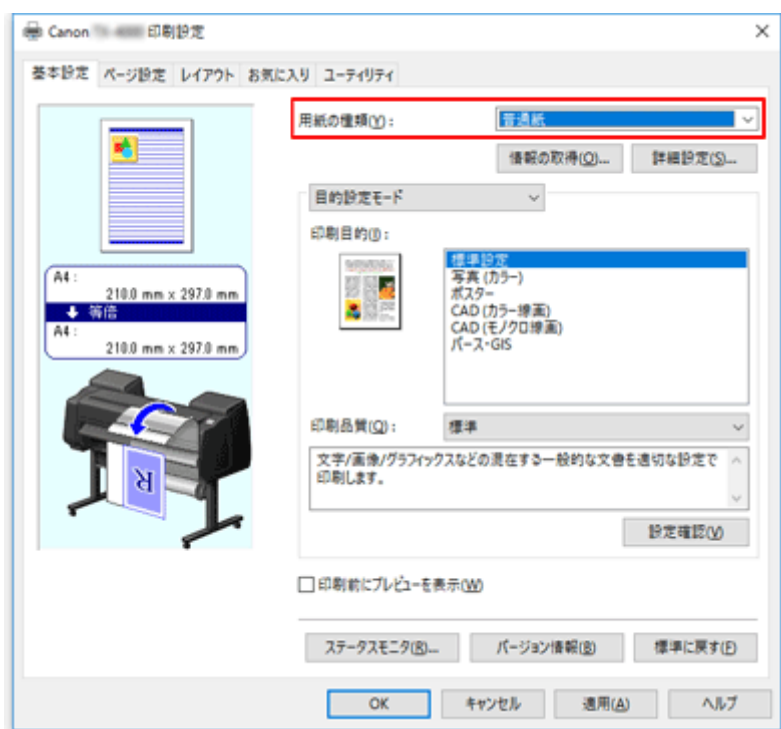 Canon 印刷設定
基本設定 ページ設定 レイアウト お気に入り ユーティリティ
用紙の種類(Y): 普通紙
情報の取得(O)... 詳細設定(S)...
目的設定モード
印刷目的(I):
標準設定
写真 (カラー)
ポスター
CAD (カラー線画)
CAD (モノクロ線画)
パース・GIS
A4 :
210.0 mm x 297.0 mm
等倍
A4 :
210.0 mm x 297.0 mm
R
印刷品質(Q): 標準
文字/画像/グラフィックスなどの混在する一般的な文書を適切な設定で
印刷します。
設定確認(V)
印刷前にプレビューを表示(W)
ステータスモニタ(R)... バージョン情報(B) 標準に戻す(F)
OK キャンセル 適用(A) ヘルプ